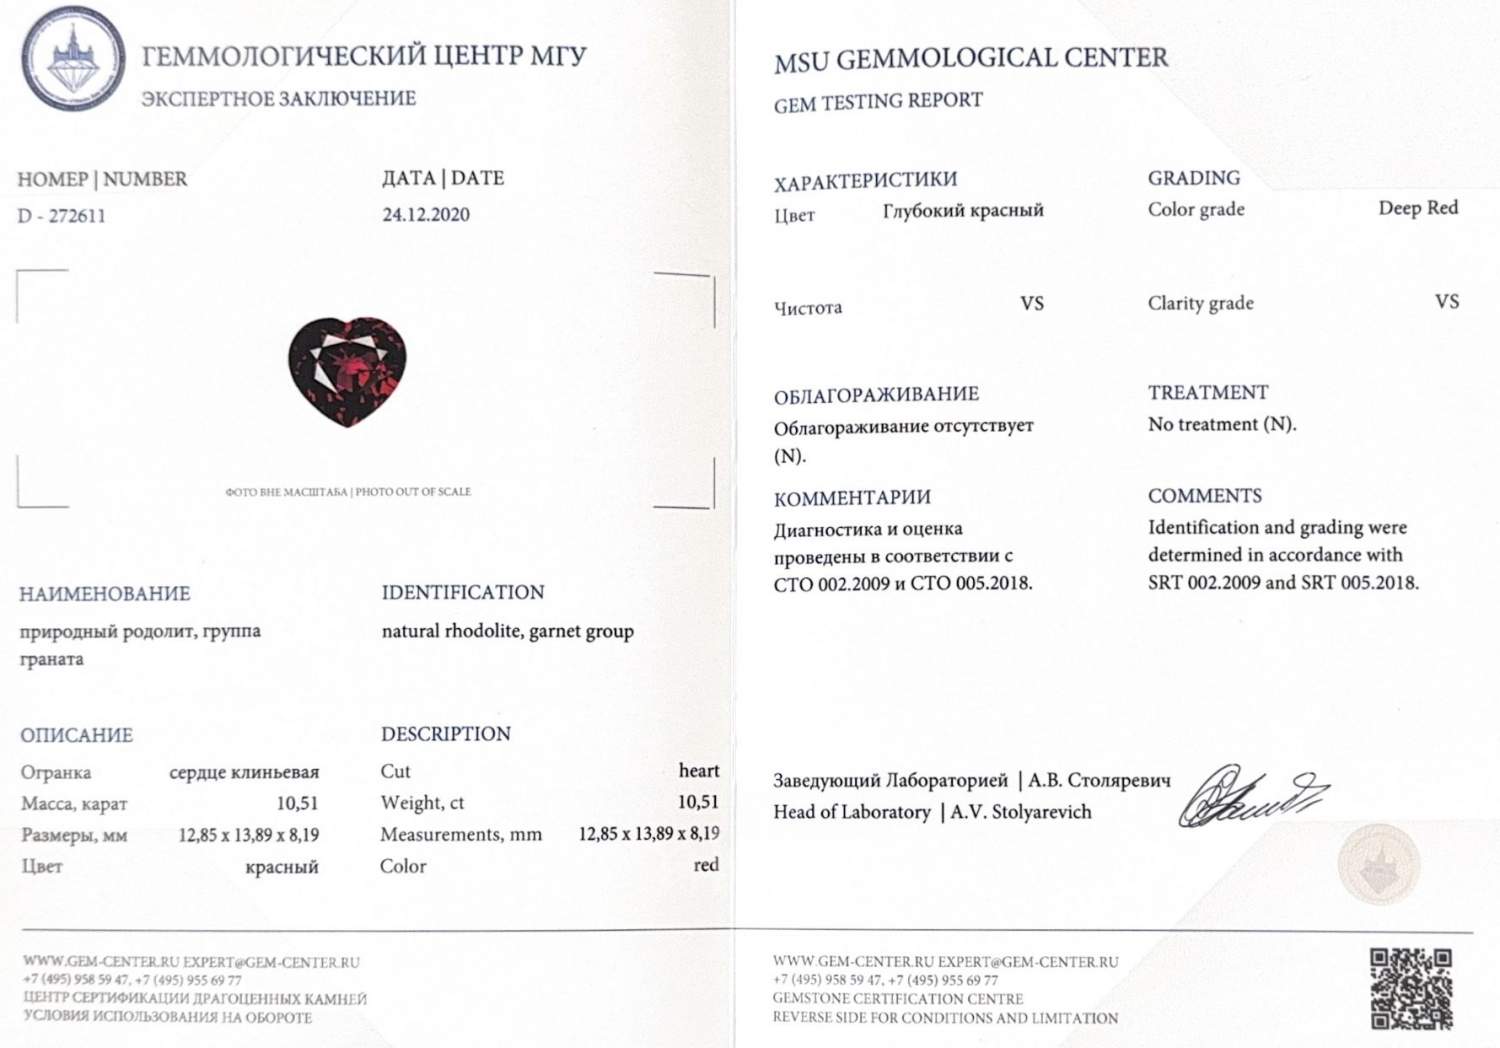 ГЕММОЛОГИЧЕСКИЙ ЦЕНТР МГУ
ЭКСПЕРТНОЕ ЗАКЛЮЧЕНИЕ
НОМЕР | NUMBER
ДАТА | DATE
D - 272611
24.12.2020
ФОТО ВНЕ МАСШТАБА | PHOTO OUT OF SCALE
НАИМЕНОВАНИЕ
природный родолит, группа
граната
IDENTIFICATION
natural rhodolite, garnet group
ОПИСАНИЕ
Огранка сердце клиньевая
Масса, карат 10,51
Размеры, мм 12,85 x 13,89 x 8,19
Цвет красный
DESCRIPTION
Cut heart
Weight, ct 10,51
Measurements, mm 12,85 x 13,89 x 8,19
Color red
WWW.GEM-CENTER.RU EXPERT@GEM-CENTER.RU
+7 (495) 958 59 47, +7 (495) 955 69 77
ЦЕНТР СЕРТИФИКАЦИИ ДРАГОЦЕННЫХ КАМНЕЙ
УСЛОВИЯ ИСПОЛЬЗОВАНИЯ НА ОБОРОТЕ
MSU GEMMOLOGICAL CENTER
GEM TESTING REPORT
ХАРАКТЕРИСТИКИ
Цвет Глубокий красный
Чистота VS
GRADING
Color grade Deep Red
Clarity grade VS
ОБЛАГОРАЖИВАНИЕ
Облагораживание отсутствует
(N).
TREATMENT
No treatment (N).
КОММЕНТАРИИ
Диагностика и оценка
проведены в соответствии с
СТО 002.2009 и СТО 005.2018.
COMMENTS
Identification and grading were
determined in accordance with
SRT 002.2009 and SRT 005.2018.
Заведующий Лабораторией | А.В. Столяревич
Head of Laboratory | A.V. Stolyarevich
WWW.GEM-CENTER.RU EXPERT@GEM-CENTER.RU
+7 (495) 958 59 47, +7 (495) 955 69 77
GEMSTONE CERTIFICATION CENTRE
REVERSE SIDE FOR CONDITIONS AND LIMITATION